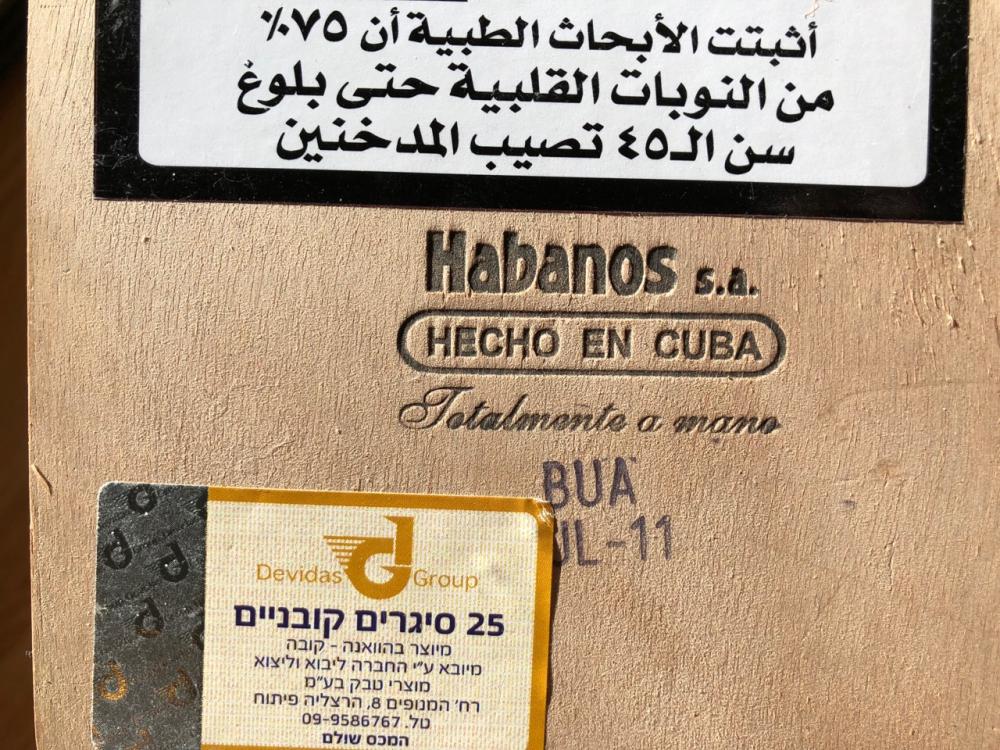 أثبتت الأبحاث الطبية أن ٧٥%
من النوبات القلبية حتى بلوغ
سن الـ٤٥ تصيب المدخنين
Habanos s.a.
HECHO EN CUBA
Totalmente a mano
BUA
UL-11
Devidas Group
25 סיגרים קובניים
מיוצר בהוואנה - קובה
מיובא ע״י החברה ליבוא וליצוא
מוצרי טבק בע״מ
רח׳ המנופים 8, הרצליה פיתוח
טל. 09-9586767
המכס שולם